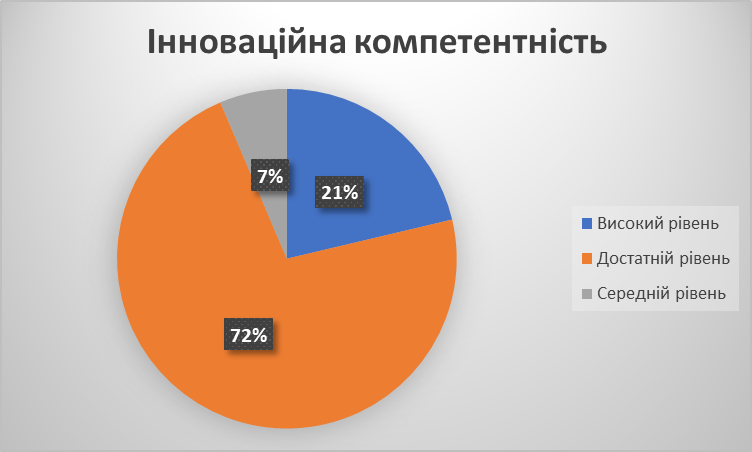 Інноваційна компетентність
7%
21%
72%
Високий рівень
Достатній рівень
Середній рівень